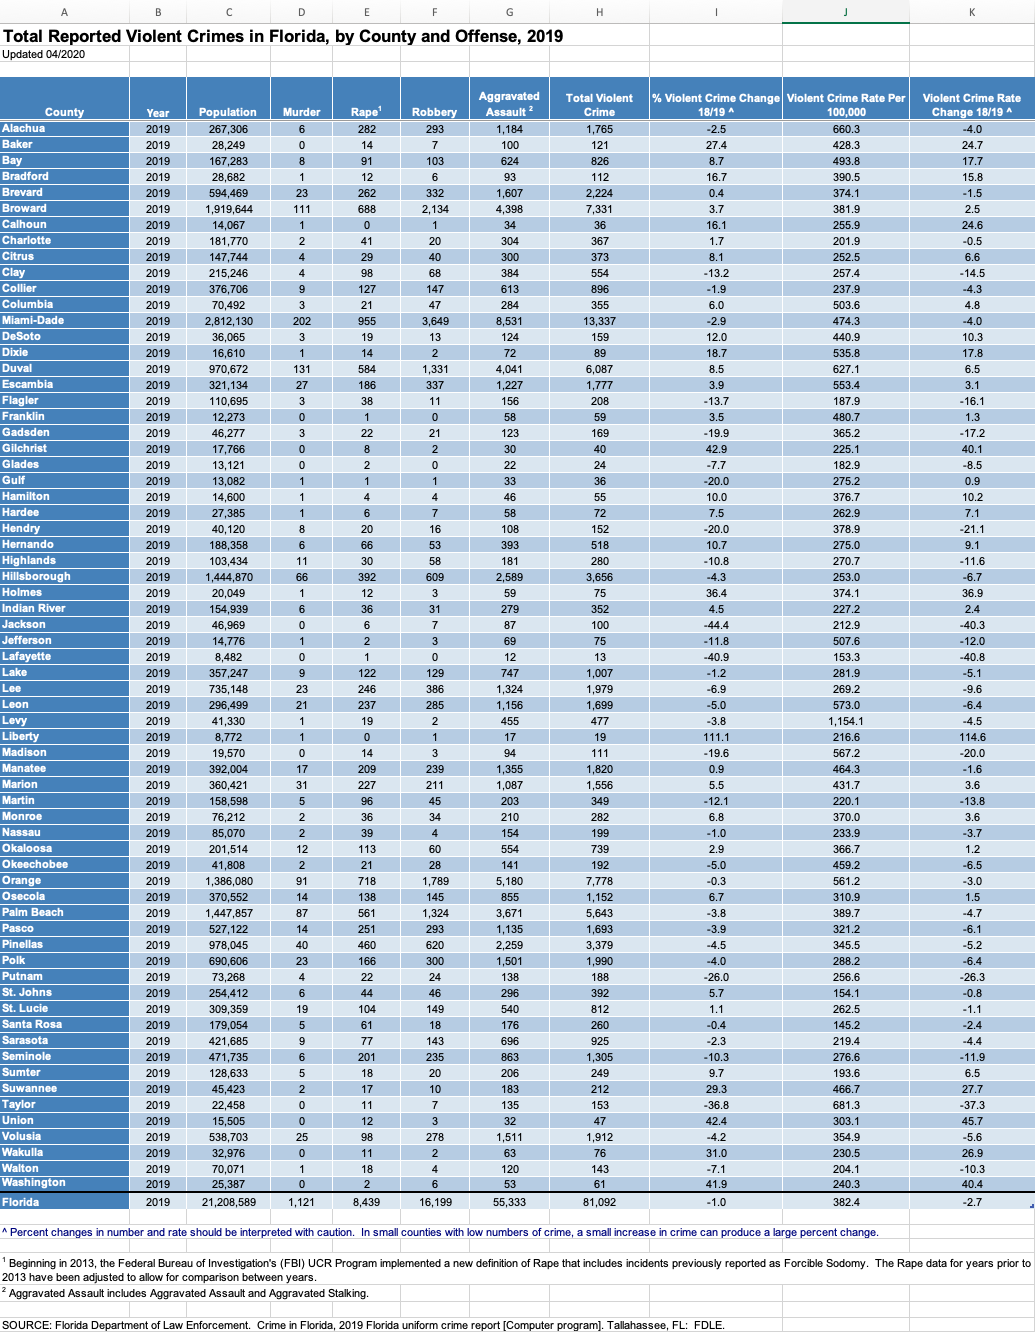 A B C D E F G H I J K
Total Reported Violent Crimes in Florida, by County and Offense, 2019
Updated 04/2020
County Year Population Murder Rape1 Robbery Aggravated Assault 2 Total Violent Crime % Violent Crime Change 18/19 ^ Violent Crime Rate Per 100,000 Violent Crime Rate Change 18/19 ^
Alachua 2019 267,306 6 282 293 1,184 1,765 -2.5 660.3 -4.0
Baker 2019 28,249 0 14 7 100 121 27.4 428.3 24.7
Bay 2019 167,283 8 91 103 624 826 8.7 493.8 17.7
Bradford 2019 28,682 1 12 6 93 112 16.7 390.5 15.8
Brevard 2019 594,469 23 262 332 1,607 2,224 0.4 374.1 -1.5
Broward 2019 1,919,644 111 688 2,134 4,398 7,331 3.7 381.9 2.5
Calhoun 2019 14,067 1 0 1 34 36 16.1 255.9 24.6
Charlotte 2019 181,770 2 41 20 304 367 1.7 201.9 -0.5
Citrus 2019 147,744 4 29 40 300 373 8.1 252.5 6.6
Clay 2019 215,246 4 98 68 384 554 -13.2 257.4 -14.5
Collier 2019 376,706 9 127 147 613 896 -1.9 237.9 -4.3
Columbia 2019 70,492 3 21 47 284 355 6.0 503.6 4.8
Miami-Dade 2019 2,812,130 202 955 3,649 8,531 13,337 -2.9 474.3 -4.0
DeSoto 2019 36,065 3 19 13 124 159 12.0 440.9 10.3
Dixie 2019 16,610 1 14 2 72 89 18.7 535.8 17.8
Duval 2019 970,672 131 584 1,331 4,041 6,087 8.5 627.1 6.5
Escambia 2019 321,134 27 186 337 1,227 1,777 3.9 553.4 3.1
Flagler 2019 110,695 3 38 11 156 208 -13.7 187.9 -16.1
Franklin 2019 12,273 0 1 0 58 59 3.5 480.7 1.3
Gadsden 2019 46,277 3 22 21 123 169 -19.9 365.2 -17.2
Gilchrist 2019 17,766 0 8 2 30 40 42.9 225.1 40.1
Glades 2019 13,121 0 2 0 22 24 -7.7 182.9 -8.5
Gulf 2019 13,082 1 1 1 33 36 -20.0 275.2 0.9
Hamilton 2019 14,600 1 4 4 46 55 10.0 376.7 10.2
Hardee 2019 27,385 1 6 7 58 72 7.5 262.9 7.1
Hendry 2019 40,120 8 20 16 108 152 -20.0 378.9 -21.1
Hernando 2019 188,358 6 66 53 393 518 10.7 275.0 9.1
Highlands 2019 103,434 11 30 58 181 280 -10.8 270.7 -11.6
Hillsborough 2019 1,444,870 66 392 609 2,589 3,656 -4.3 253.0 -6.7
Holmes 2019 20,049 1 12 3 59 75 36.4 374.1 36.9
Indian River 2019 154,939 6 36 31 279 352 4.5 227.2 2.4
Jackson 2019 46,969 0 6 7 87 100 -44.4 212.9 -40.3
Jefferson 2019 14,776 1 2 3 69 75 -11.8 507.6 -12.0
Lafayette 2019 8,482 0 1 0 12 13 -40.9 153.3 -40.8
Lake 2019 357,247 9 122 129 747 1,007 -1.2 281.9 -5.1
Lee 2019 735,148 23 246 386 1,324 1,979 -6.9 269.2 -9.6
Leon 2019 296,499 21 237 285 1,156 1,699 -5.0 573.0 -6.4
Levy 2019 41,330 1 19 2 455 477 -3.8 1,154.1 -4.5
Liberty 2019 8,772 1 0 1 17 19 111.1 216.6 114.6
Madison 2019 19,570 0 14 3 94 111 -19.6 567.2 -20.0
Manatee 2019 392,004 17 209 239 1,355 1,820 0.9 464.3 -1.6
Marion 2019 360,421 31 227 211 1,087 1,556 5.5 431.7 3.6
Martin 2019 158,598 5 96 45 203 349 -12.1 220.1 -13.8
Monroe 2019 76,212 2 36 34 210 282 6.8 370.0 3.6
Nassau 2019 85,070 2 39 4 154 199 -1.0 233.9 -3.7
Okaloosa 2019 201,514 12 113 60 554 739 2.9 366.7 1.2
Okeechobee 2019 41,808 2 21 28 141 192 -5.0 459.2 -6.5
Orange 2019 1,386,080 91 718 1,789 5,180 7,778 -0.3 561.2 -3.0
Osecola 2019 370,552 14 138 145 855 1,152 6.7 310.9 1.5
Palm Beach 2019 1,447,857 87 561 1,324 3,671 5,643 -3.8 389.7 -4.7
Pasco 2019 527,122 14 251 293 1,135 1,693 -3.9 321.2 -6.1
Pinellas 2019 978,045 40 460 620 2,259 3,379 -4.5 345.5 -5.2
Polk 2019 690,606 23 166 300 1,501 1,990 -4.0 288.2 -6.4
Putnam 2019 73,268 4 22 24 138 188 -26.0 256.6 -26.3
St. Johns 2019 254,412 6 44 46 296 392 5.7 154.1 -0.8
St. Lucie 2019 309,359 19 104 149 540 812 1.1 262.5 -1.1
Santa Rosa 2019 179,054 5 61 18 176 260 -0.4 145.2 -2.4
Sarasota 2019 421,685 9 77 143 696 925 -2.3 219.4 -4.4
Seminole 2019 471,735 6 201 235 863 1,305 -10.3 276.6 -11.9
Sumter 2019 128,633 5 18 20 206 249 9.7 193.6 6.5
Suwannee 2019 45,423 2 17 10 183 212 29.3 466.7 27.7
Taylor 2019 22,458 0 11 7 135 153 -36.8 681.3 -37.3
Union 2019 15,505 0 12 3 32 47 42.4 303.1 45.7
Volusia 2019 538,703 25 98 278 1,511 1,912 -4.2 354.9 -5.6
Wakulla 2019 32,976 0 11 2 63 76 31.0 230.5 26.9
Walton 2019 70,071 1 18 4 120 143 -7.1 204.1 -10.3
Washington 2019 25,387 0 2 6 53 61 41.9 240.3 40.4
Florida 2019 21,208,589 1,121 8,439 16,199 55,333 81,092 -1.0 382.4 -2.7
^ Percent changes in number and rate should be interpreted with caution. In small counties with low numbers of crime, a small increase in crime can produce a large percent change.
1 Beginning in 2013, the Federal Bureau of Investigation's (FBI) UCR Program implemented a new definition of Rape that includes incidents previously reported as Forcible Sodomy. The Rape data for years prior to
2013 have been adjusted to allow for comparison between years.
2 Aggravated Assault includes Aggravated Assault and Aggravated Stalking.
SOURCE: Florida Department of Law Enforcement. Crime in Florida, 2019 Florida uniform crime report [Computer program]. Tallahassee, FL: FDLE.